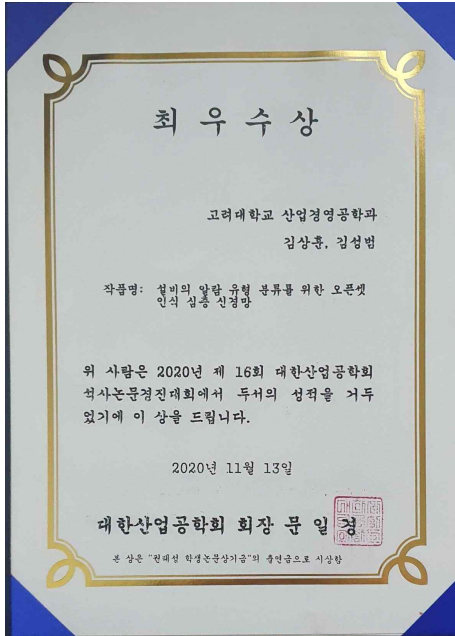 최우수상
고려대학교 산업경영공학과
김상훈, 김성범
작품명: 설비의 알람 유형 분류를 위한 오픈셋
인식 심층 신경망
위 사람은 2020년 제 16회 대한산업공학회
석사논문경진대회에서 두서의 성적을 거두
었기에 이 상을 드립니다.
2020년 11월 13일
대한산업공학회 회장 문일경
본 상은 "권태성 학생논문상기금"의 출연금으로 시상함